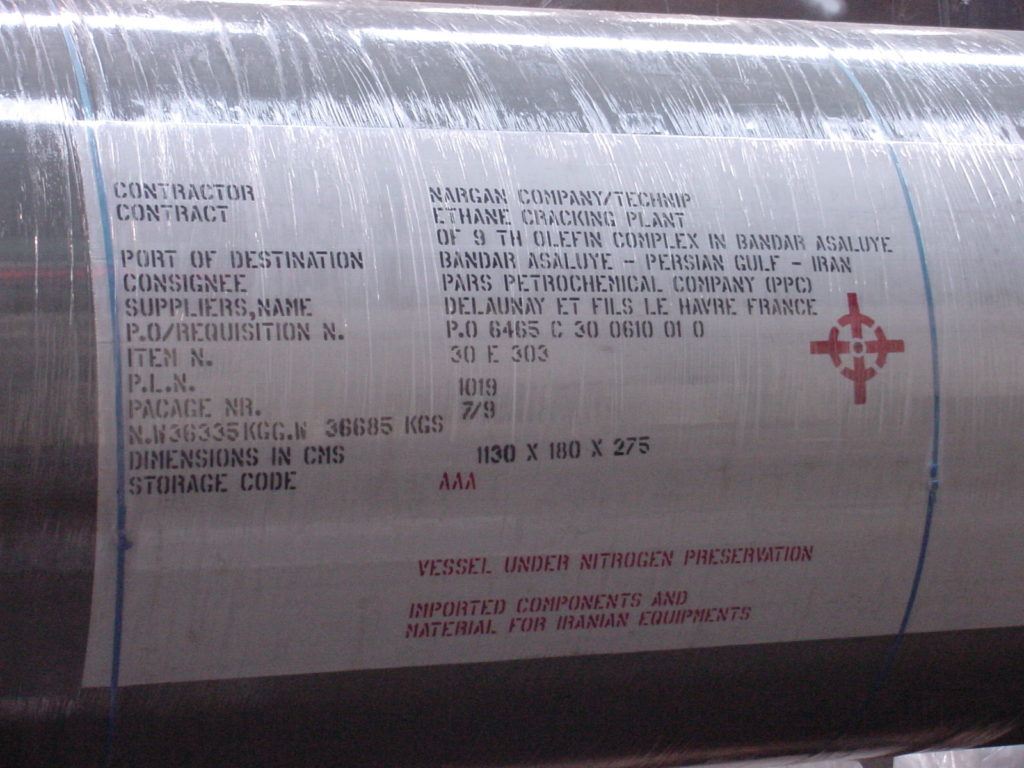 CONTRACTOR NARGAN COMPANY/TECHNIP
CONTRACT ETHANE CRACKING PLANT
OF 9 TH OLEFIN COMPLEX IN BANDAR ASALUYE
PORT OF DESTINATION BANDAR ASALUYE - PERSIAN GULF - IRAN
CONSIGNEE PARS PETROCHEMICAL COMPANY (PPC)
SUPPLIERS,NAME DELAUNAY ET FILS LE HAVRE FRANCE
P.O/REQUISITION N. P.O 6465 C 30 0610 01 0
ITEM N. 30 E 303
P.L.N. 1019
PACAGE NR. 7/9
N.W36335KGG.W 36685 KGS
DIMENSIONS IN CMS 1130 X 180 X 275
STORAGE CODE AAA
VESSEL UNDER NITROGEN PRESERVATION
IMPORTED COMPONENTS AND
MATERIAL FOR IRANIAN EQUIPMENTS